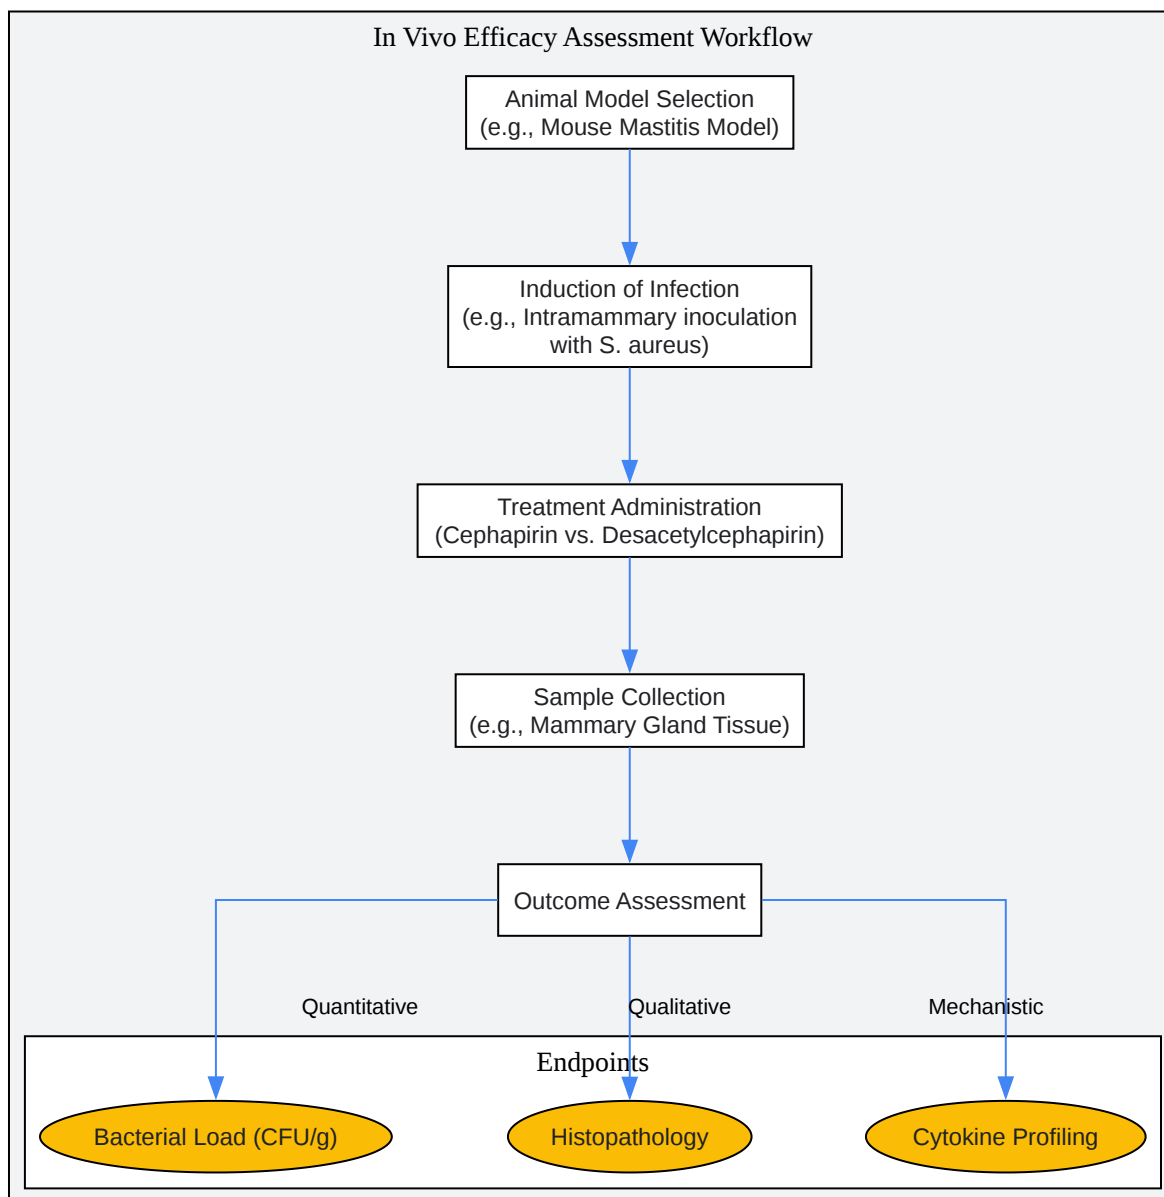 In Vivo Efficacy Assessment Workflow
Animal Model Selection
(e.g., Mouse Mastitis Model)
Induction of Infection
(e.g., Intramammary inoculation
with S. aureus)
Treatment Administration
(Cephapirin vs. Desacetylcephapirin)
Sample Collection
(e.g., Mammary Gland Tissue)
Outcome Assessment
Quantitative
Qualitative
Mechanistic
Endpoints
Bacterial Load (CFU/g)
Histopathology
Cytokine Profiling